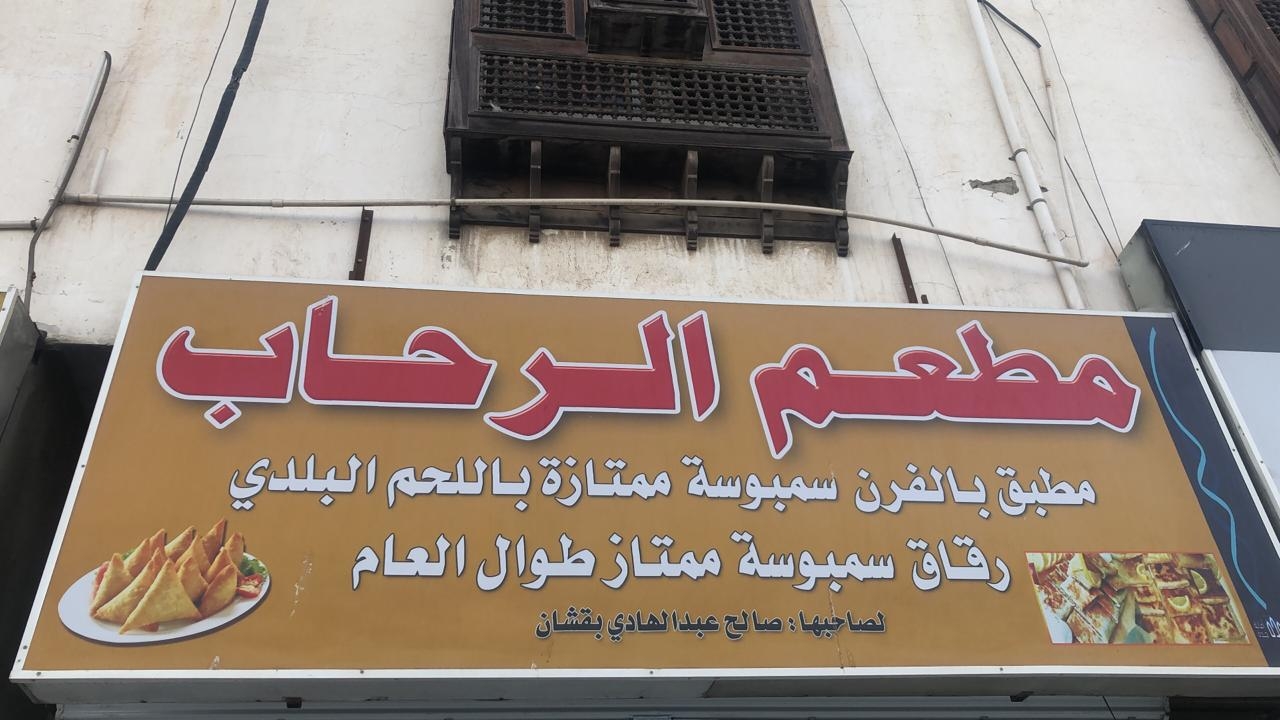 مطعم الرحاب
مطبق بالفرن سمبوسة ممتازة باللحم البلدي
رقاق سمبوسة ممتاز طوال العام
لصاحبها : صالح عبدالهادي بقشان